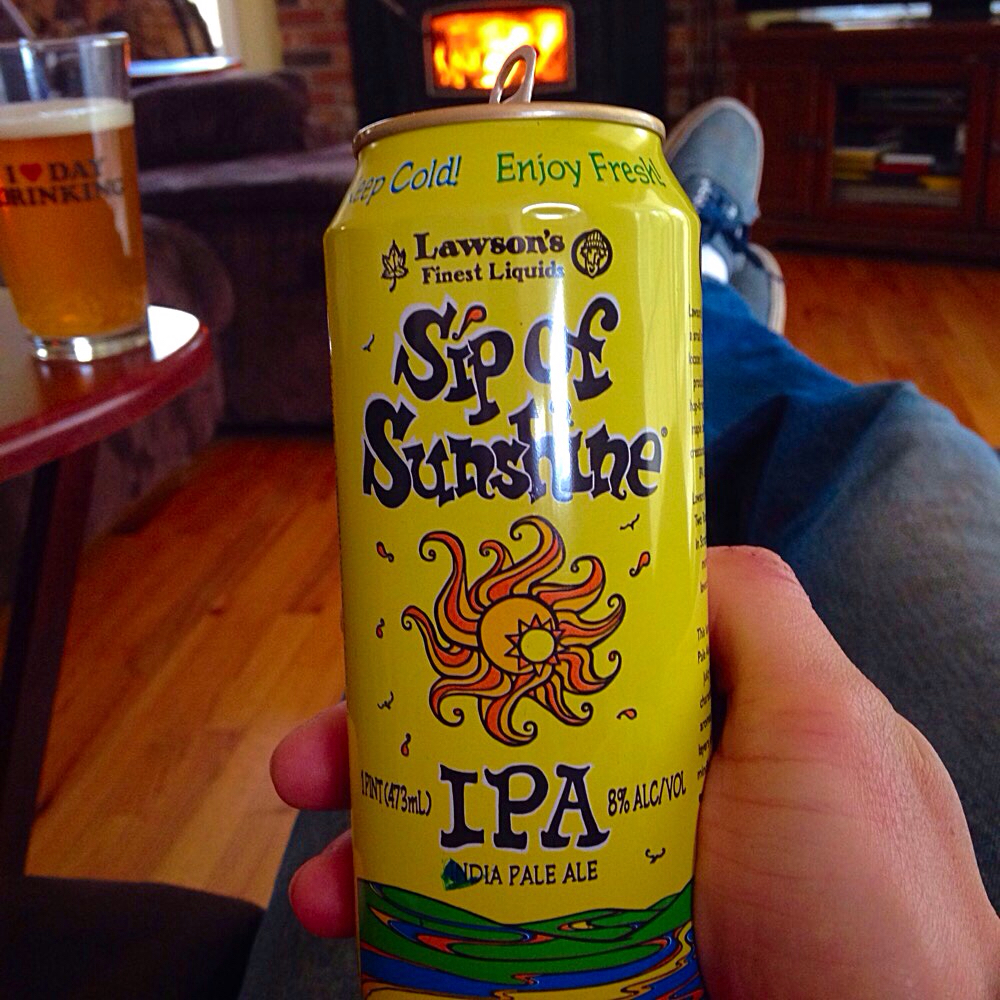 I ❤ DAY
DRINKING
Keep Cold! Enjoy Fresh!
Lawson's
Finest Liquids
Sip of
Sunshine®
1 PINT (473mL) IPA 8% ALC/VOL
INDIA PALE ALE